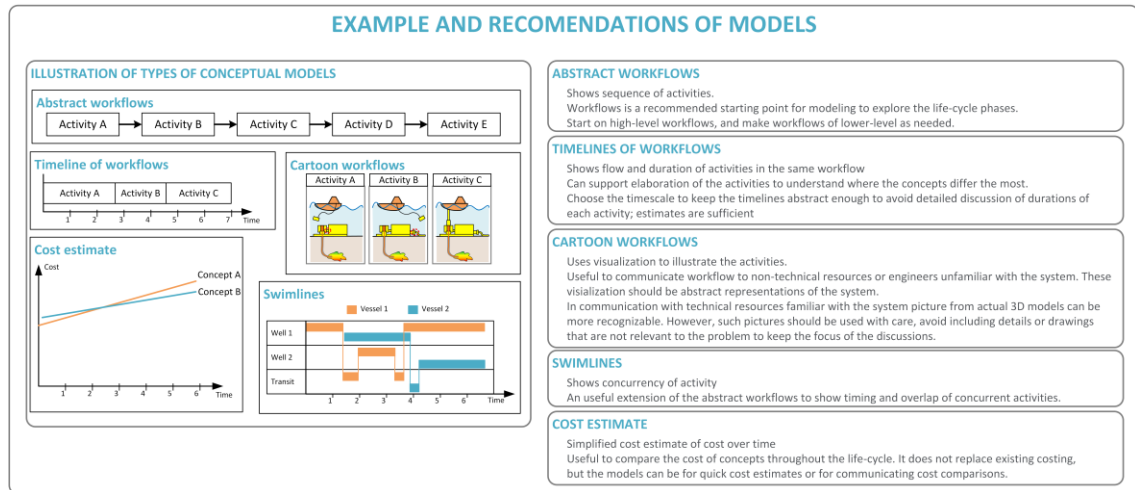 EXAMPLE AND RECOMENDATIONS OF MODELS
ILLUSTRATION OF TYPES OF CONCEPTUAL MODELS
Abstract workflows
Activity A
Activity B
Activity C
Activity D
Activity E
Timeline of workflows
Activity A
Activity B
Activity C
1 2 3 4 5 6 7 Time
Cartoon workflows
Activity A
Activity B
Activity C
Cost estimate
Cost
Concept A
Concept B
1 2 3 4 5 6 Time
Swimlines
Vessel 1
Vessel 2
Well 1
Well 2
Transit
1 2 3 4 5 6 Time
ABSTRACT WORKFLOWS
Shows sequence of activities.
Workflows is a recommended starting point for modeling to explore the life-cycle phases.
Start on high-level workflows, and make workflows of lower-level as needed.
TIMELINES OF WORKFLOWS
Shows flow and duration of activities in the same workflow
Can support elaboration of the activities to understand where the concepts differ the most.
Choose the timescale to keep the timelines abstract enough to avoid detailed discussion of durations of
each activity; estimates are sufficient
CARTOON WORKFLOWS
Uses visualization to illustrate the activities.
Useful to communicate workflow to non-technical resources or engineers unfamiliar with the system. These
visialization should be abstract representations of the system.
In communication with technical resources familiar with the system picture from actual 3D models can be
more recognizable. However, such pictures should be used with care, avoid including details or drawings
that are not relevant to the problem to keep the focus of the discussions.
SWIMLINES
Shows concurrency of activity
An useful extension of the abstract workflows to show timing and overlap of concurrent activities.
COST ESTIMATE
Simplified cost estimate of cost over time
Useful to compare the cost of concepts throughout the life-cycle. It does not replace existing costing,
but the models can be for quick cost estimates or for communicating cost comparisons.